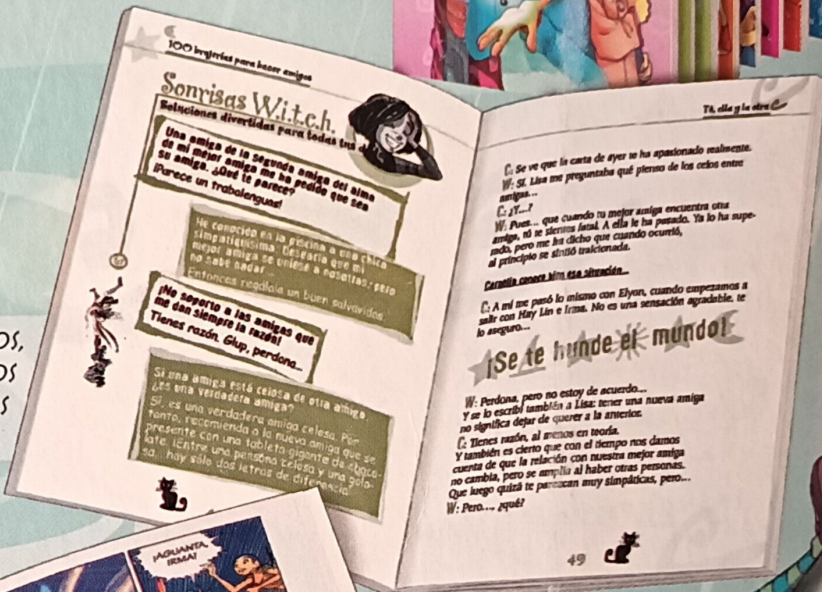 100 brujerías para hacer amigos
Sonrisas W.i.t.c.h.
Soluciones divertidas para todas tus d
Una amiga de la segunda amiga del alma
de mi mejor amiga me ha pedido que sea
su amiga. ¿Qué te parece?
¡Parece un trabalenguas!
He conocido en la piscina a una chica
simpatiquísima. Desearía que mi
mejor amiga se uniese a nosotras, pero
no sabe nadar...
Entonces regálale un buen salvavidas.
¡No soporto a las amigas que
me dan siempre la razón!
Tienes razón. Glup, perdona...
Si una amiga está celosa de otra amiga
¿es una verdadera amiga?
Sí, es una verdadera amiga celosa. Por
tanto, recomienda a la nueva amiga que se
presente con una tableta gigante de choco-
late. ¡Entre una persona celosa y una golo-
sa... hay sólo dos letras de diferencia!
Tú, ella y la otra
C: Se ve que la carta de ayer te ha apasionado realmente.
W: Sí. Lisa me preguntaba qué pienso de los celos entre
amigas...
C: ¿Y...?
W: Pues... que cuando tu mejor amiga encuentra otra
amiga, tú te sientes fatal. A ella le ha pasado. Ya lo ha supe-
rado, pero me ha dicho que cuando ocurrió,
al principio se sintió traicionada.
Cornelia conoce bien esa situación...
C: A mí me pasó lo mismo con Elyon, cuando empezamos a
salir con Hay Lin e Irma. No es una sensación agradable, te
lo aseguro...
¡Se te hunde el mundo!
W: Perdona, pero no estoy de acuerdo...
Y se lo escribí también a Lisa: tener una nueva amiga
no significa dejar de querer a la anterior.
C: Tienes razón, al menos en teoría.
Y también es cierto que con el tiempo nos damos
cuenta de que la relación con nuestra mejor amiga
no cambia, pero se amplía al haber otras personas.
Que luego quizá te parezcan muy simpáticas, pero...
W: Pero..., ¿qué?
49
¡AGUANTA,
IRMA!
OS,
OS
S